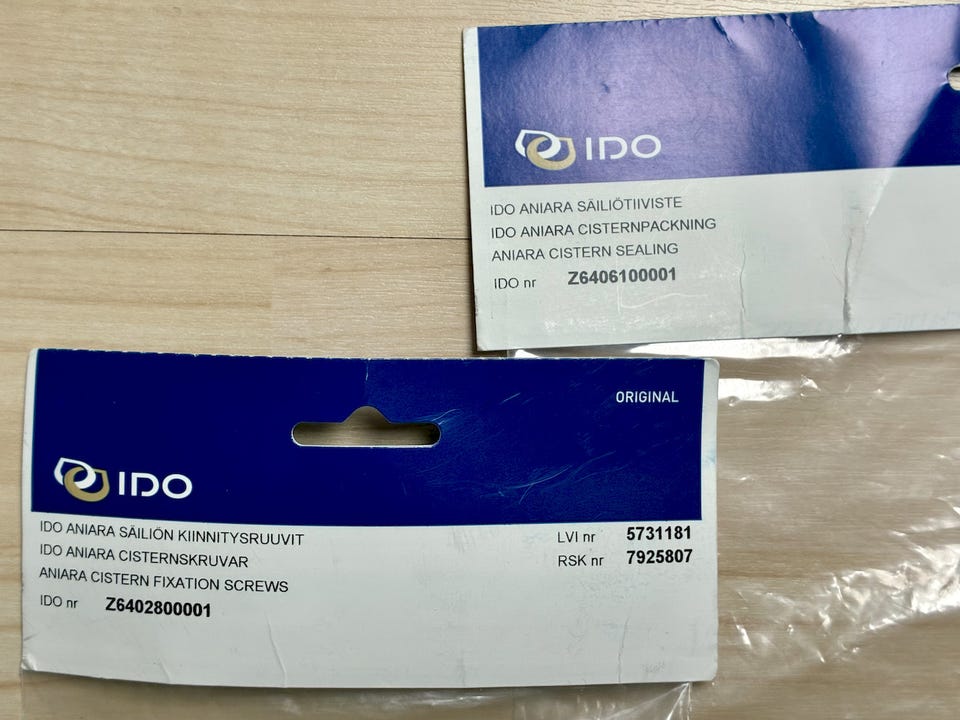 IDO
IDO ANIARA SÄILIÖTIIVISTE
IDO ANIARA CISTERNPACKNING
ANIARA CISTERN SEALING
IDO nr Z6406100001
ORIGINAL
IDO
IDO ANIARA SÄILIÖN KIINNITYSRUUVIT
IDO ANIARA CISTERNSKRUVAR
ANIARA CISTERN FIXATION SCREWS
IDO nr Z6402800001
LVI nr 5731181
RSK nr 7925807